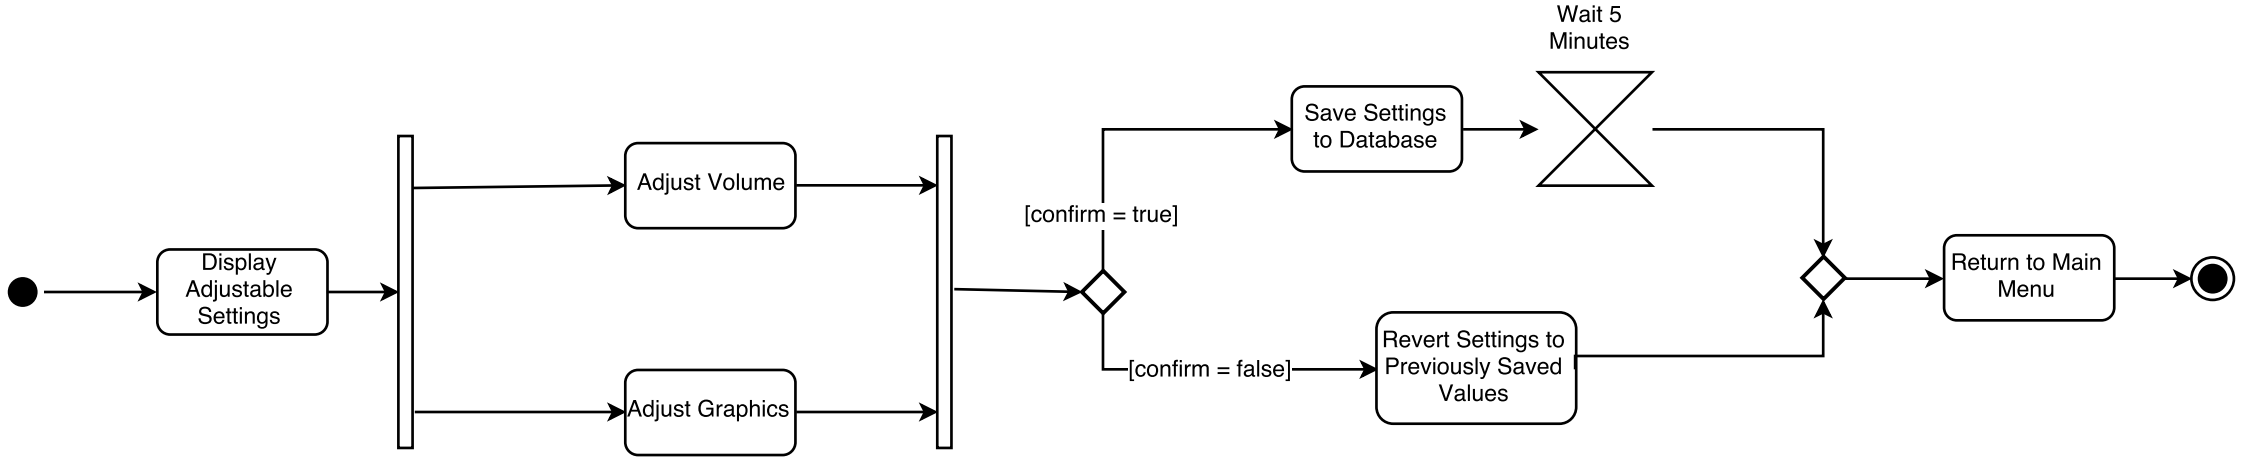 Display
Adjustable
Settings
Adjust Volume
Adjust Graphics
[confirm = true]
[confirm = false]
Save Settings
to Database
Wait 5
Minutes
Revert Settings to
Previously Saved
Values
Return to Main
Menu